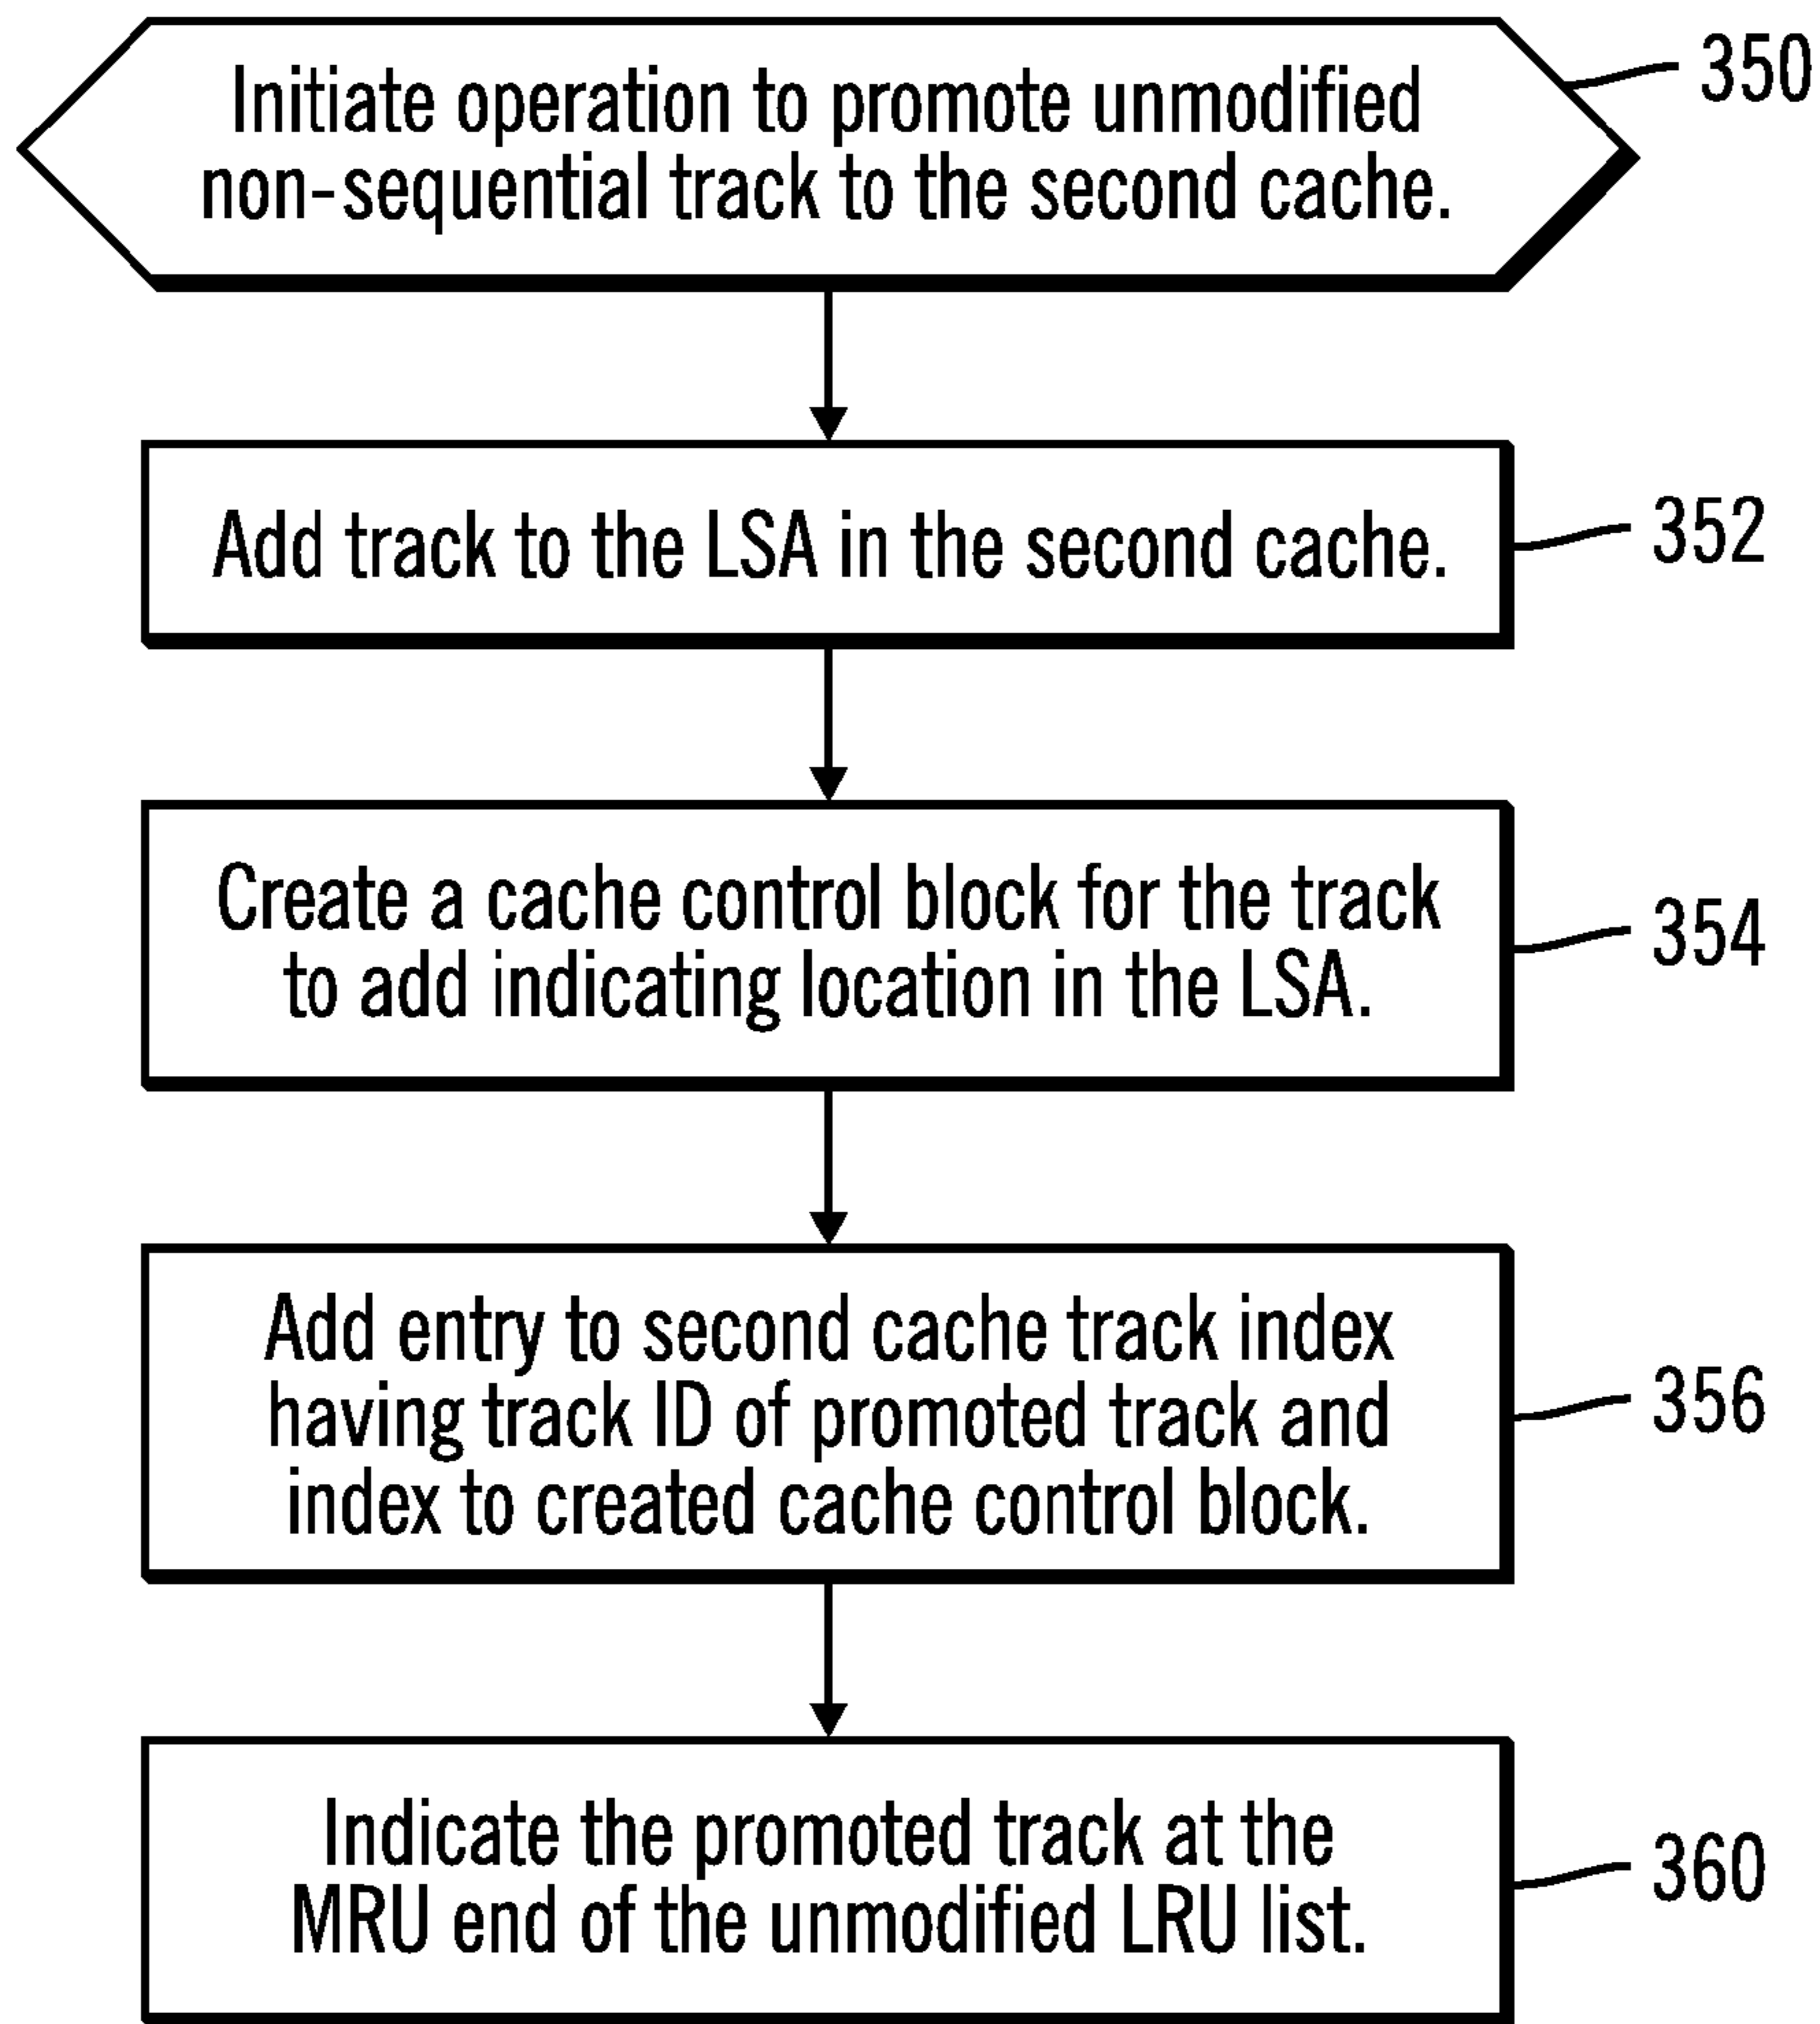 Initiate operation to promote unmodified
non-sequential track to the second cache.
350
Add track to the LSA in the second cache.
352
Create a cache control block for the track
to add indicating location in the LSA.
354
Add entry to second cache track index
having track ID of promoted track and
index to created cache control block.
356
Indicate the promoted track at the
MRU end of the unmodified LRU list.
360